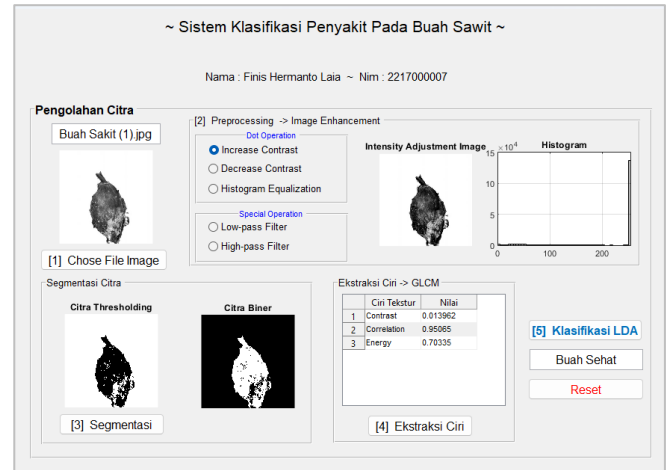 ~ Sistem Klasifikasi Penyakit Pada Buah Sawit ~
Nama : Finis Hermanto Laia ~ Nim : 2217000007
Pengolahan Citra
Buah Sakit (1).jpg
[1] Chose File Image
[2] Preprocessing -> Image Enhancement
Dot Operation
Increase Contrast
Decrease Contrast
Histogram Equalization
Special Operation
Low-pass Filter
High-pass Filter
Intensity Adjustment Image
×10^4
Histogram
15
10
5
0
0 100 200
Segmentasi Citra
Citra Thresholding
Citra Biner
[3] Segmentasi
Ekstraksi Ciri -> GLCM
Ciri Tekstur Nilai
1 Contrast 0.013962
2 Correlation 0.95065
3 Energy 0.70335
[4] Ekstraksi Ciri
[5] Klasifikasi LDA
Buah Sehat
Reset